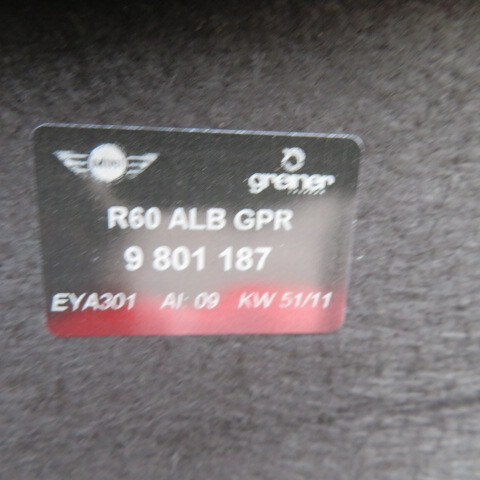 MINI
greiner
R60 ALB GPR
9 801 187
EYA301 AI: 09 KW 51/11